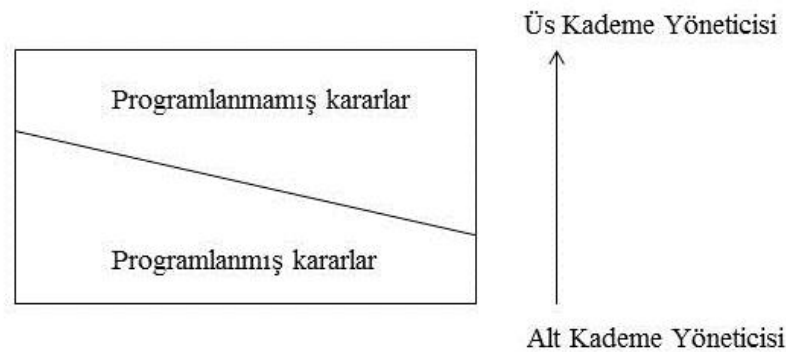 Üs Kademe Yöneticisi
Programlanmamış kararlar
Programlanmış kararlar
Alt Kademe Yöneticisi